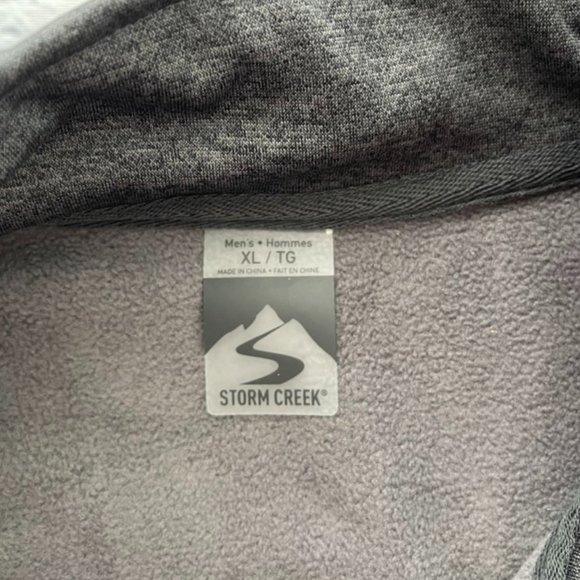 Men's • Hommes
XL / TG
MADE IN CHINA • FAIT EN CHINE
STORM CREEK®